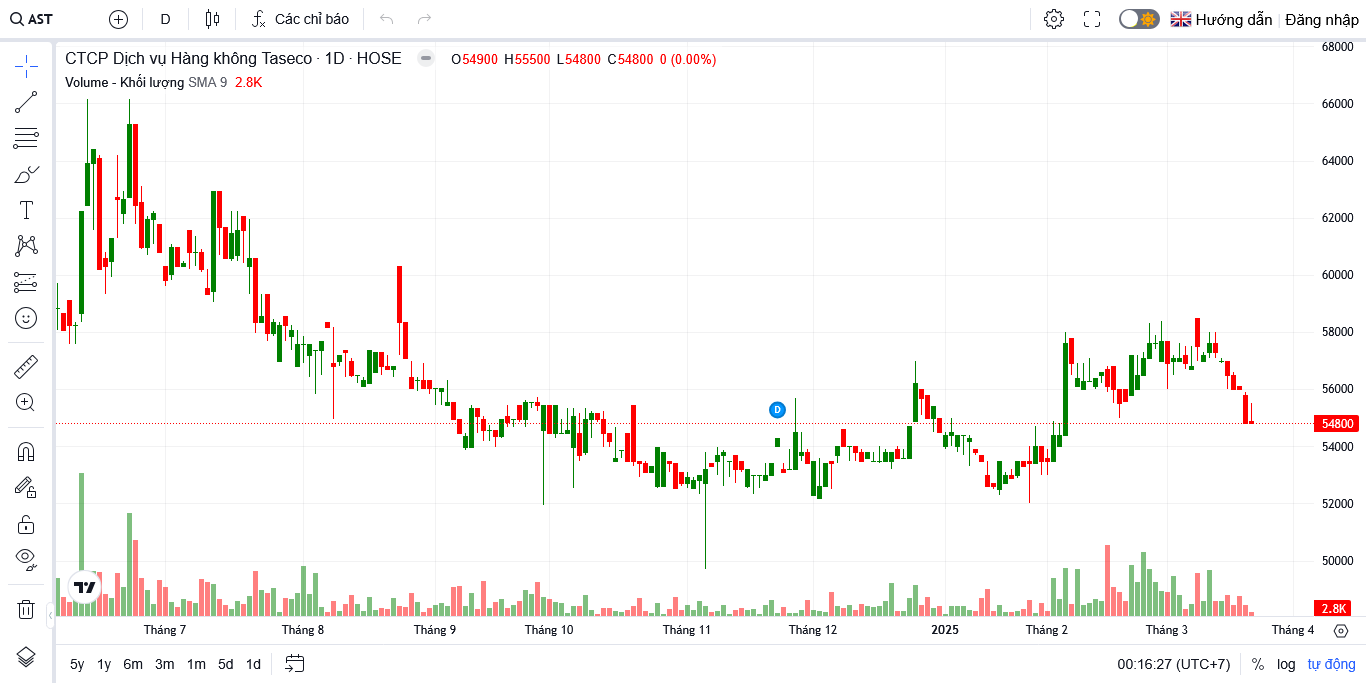 AST D Các chỉ báo Hướng dẫn Đăng nhập
CTCP Dịch vụ Hàng không Taseco · 1D · HOSE O54900 H55500 L54800 C54800 0 (0.00%)
Volume - Khối lượng SMA 9 2.8K
68000
66000
64000
62000
60000
58000
56000
54800
54000
52000
50000
2.8K
D
Tháng 7 Tháng 8 Tháng 9 Tháng 10 Tháng 11 Tháng 12 2025 Tháng 2 Tháng 3 Tháng 4
5y 1y 6m 3m 1m 5d 1d 00:16:27 (UTC+7) % log tự động